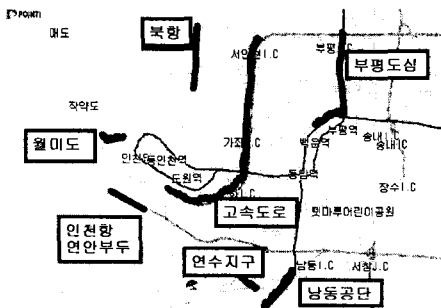 POINT!
매도
북항
서인천I.C
부평I.C
부평도심
작약도
월미도
가좌I.C
부평역
백운역
송내I.C
송내IC
인천역
동인천역
도원역
동암역
장수I.C
고속도로
인천항
연안부두
연수지구
남동I.C
서창J.C
남동공단